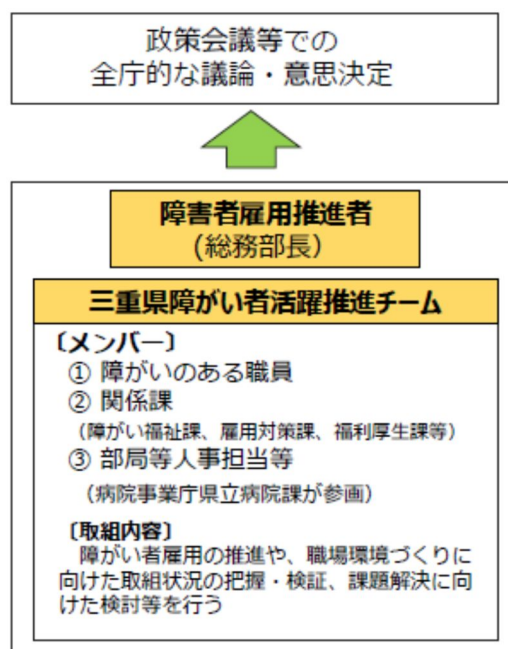 政策会議等での
全庁的な議論・意思決定
障害者雇用推進者
(総務部長)
三重県障がい者活躍推進チーム
〔メンバー〕
① 障がいのある職員
② 関係課
(障がい福祉課、雇用対策課、福利厚生課等)
③ 部局等人事担当等
(病院事業庁県立病院課が参画)
〔取組内容〕
障がい者雇用の推進や、職場環境づくりに
向けた取組状況の把握・検証、課題解決に向
けた検討等を行う